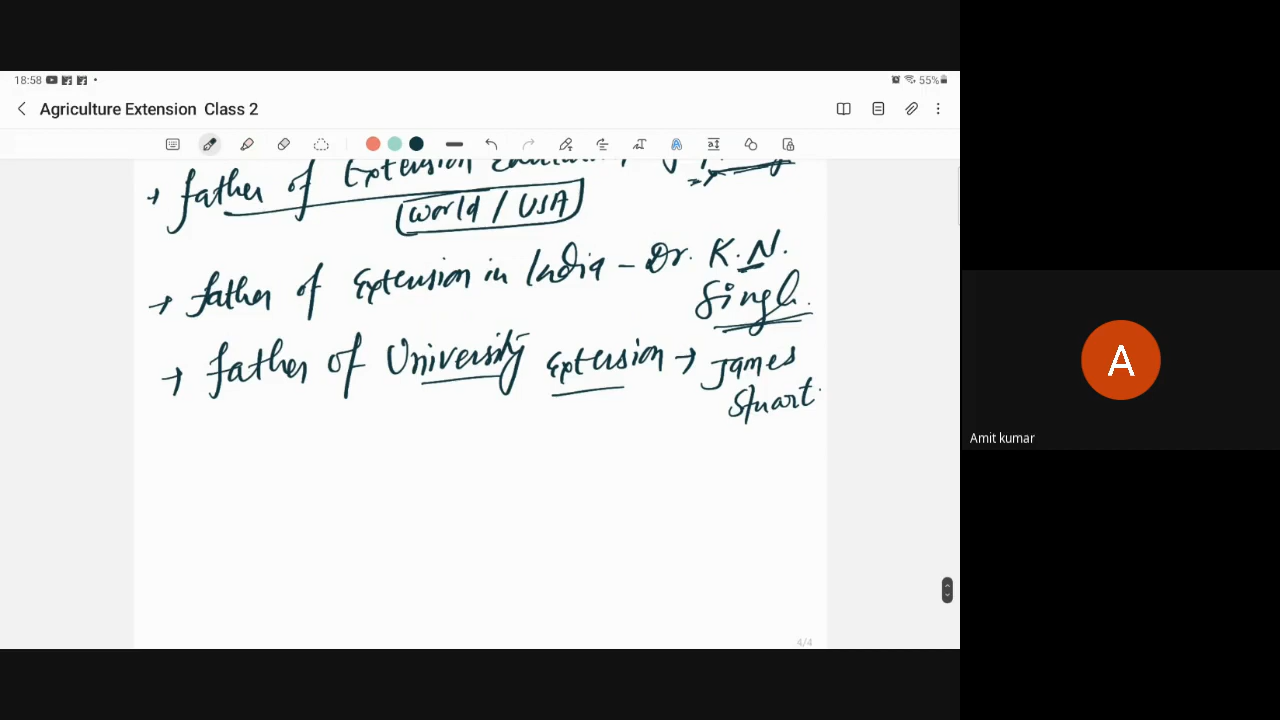 18:58 55%
Agriculture Extension Class 2
→ father of Extension
(World / USA)
→ father of Extension in India - Dr. K.N.
Singh.
→ father of University Extension → James
Stuart.
4/4
A
Amit kumar